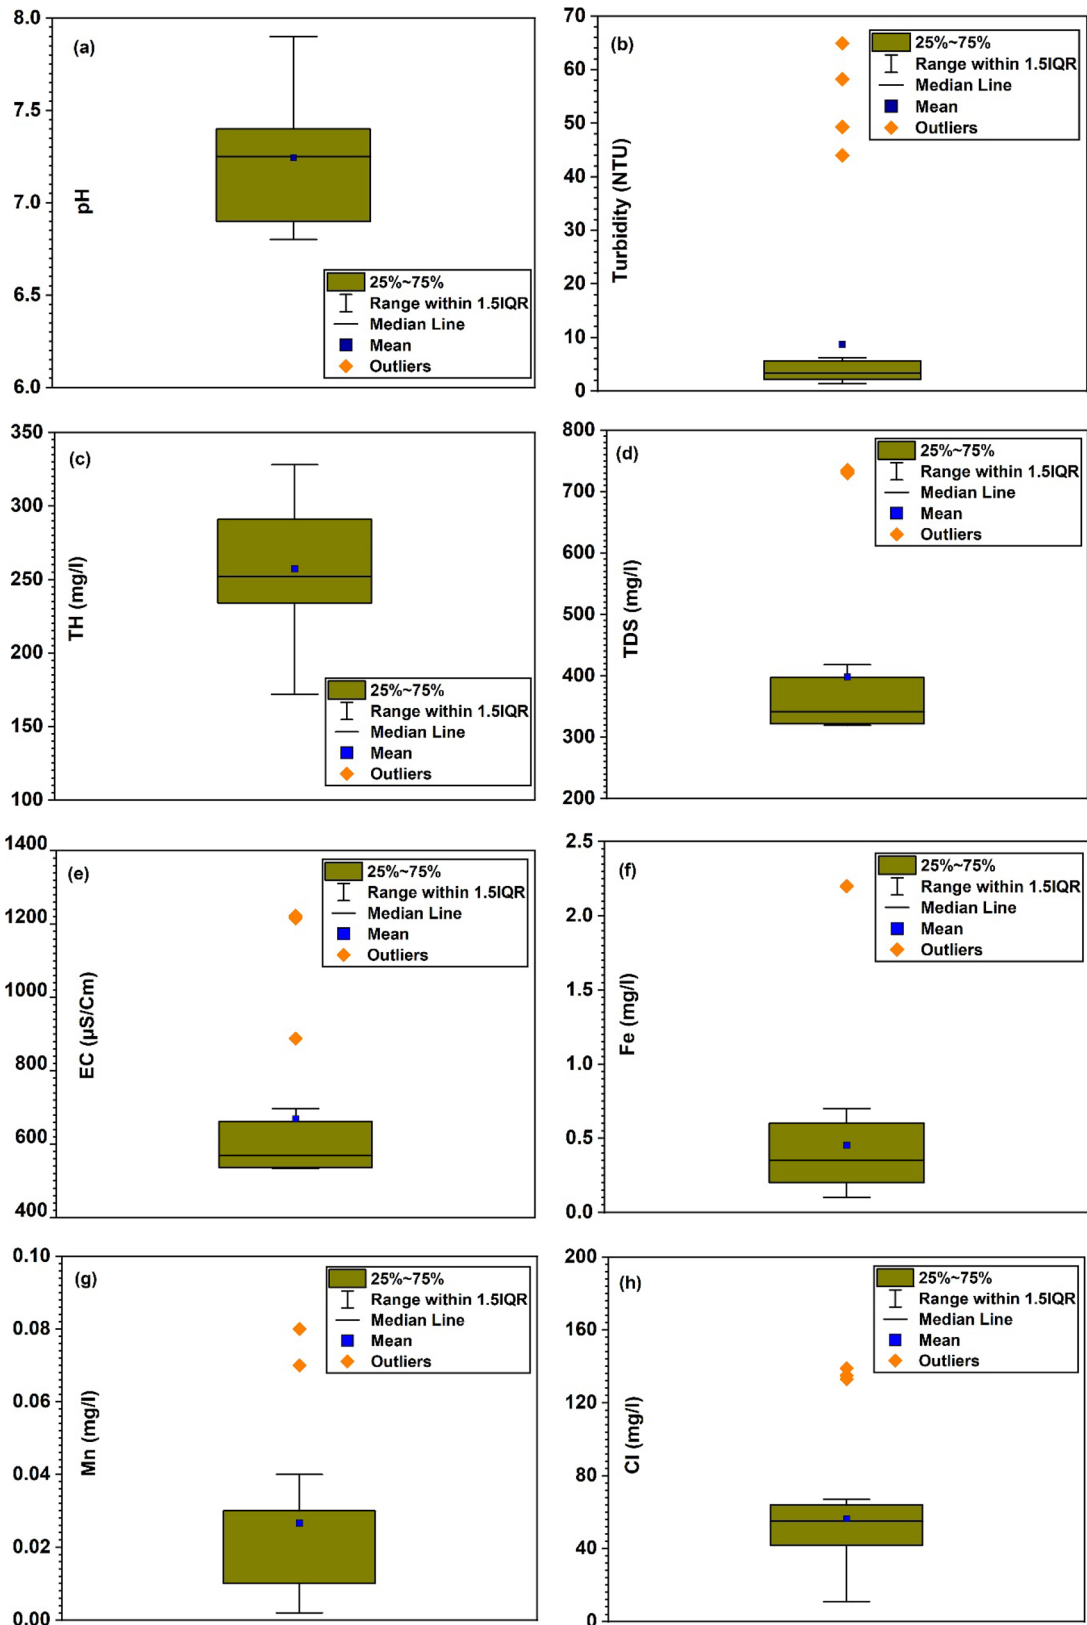 (a)
pH
8.0
7.5
7.0
6.5
6.0
25%~75%
Range within 1.5IQR
Median Line
Mean
Outliers
(b)
Turbidity (NTU)
70
60
50
40
30
20
10
0
25%~75%
Range within 1.5IQR
Median Line
Mean
Outliers
(c)
TH (mg/l)
350
300
250
200
150
100
25%~75%
Range within 1.5IQR
Median Line
Mean
Outliers
(d)
TDS (mg/l)
800
700
600
500
400
300
200
25%~75%
Range within 1.5IQR
Median Line
Mean
Outliers
(e)
EC (µS/Cm)
1400
1200
1000
800
600
400
25%~75%
Range within 1.5IQR
Median Line
Mean
Outliers
(f)
Fe (mg/l)
2.5
2.0
1.5
1.0
0.5
0.0
25%~75%
Range within 1.5IQR
Median Line
Mean
Outliers
(g)
Mn (mg/l)
0.10
0.08
0.06
0.04
0.02
0.00
25%~75%
Range within 1.5IQR
Median Line
Mean
Outliers
(h)
Cl (mg/l)
200
160
120
80
40
0
25%~75%
Range within 1.5IQR
Median Line
Mean
Outliers